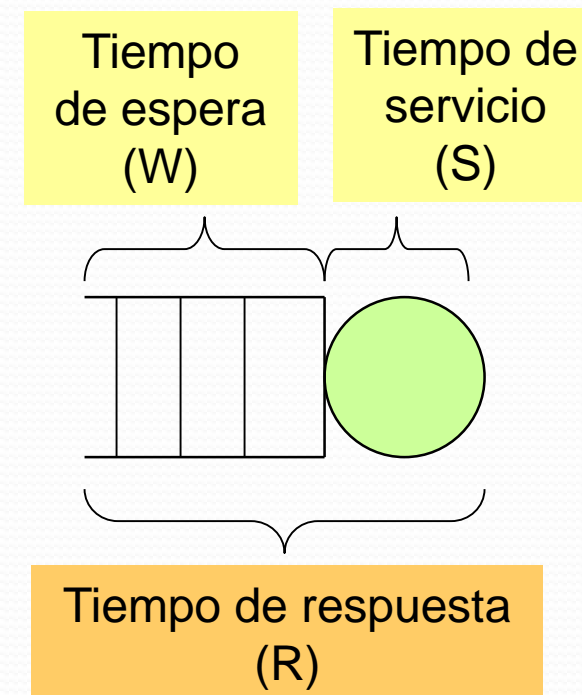 Tiempo
de espera
(W)
Tiempo de
servicio
(S)
Tiempo de respuesta
(R)